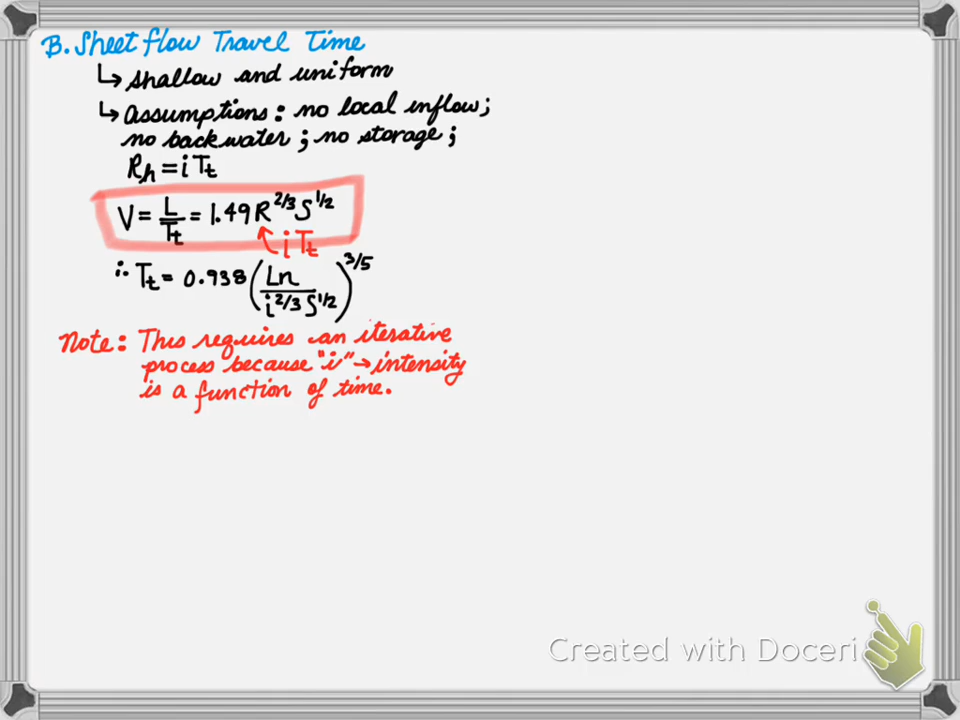 B. Sheet flow Travel Time
↳ shallow and uniform
↳ Assumptions: no local inflow;
no backwater; no storage;
Rh = i Tt
V = L/Tt = 1.49 R^2/3 S^1/2
i Tt
∴ Tt = 0.938 (Ln / i^2/3 S^1/2)^3/5
Note: This requires an iterative
process because "i" → intensity
is a function of time.
Created with Doceri